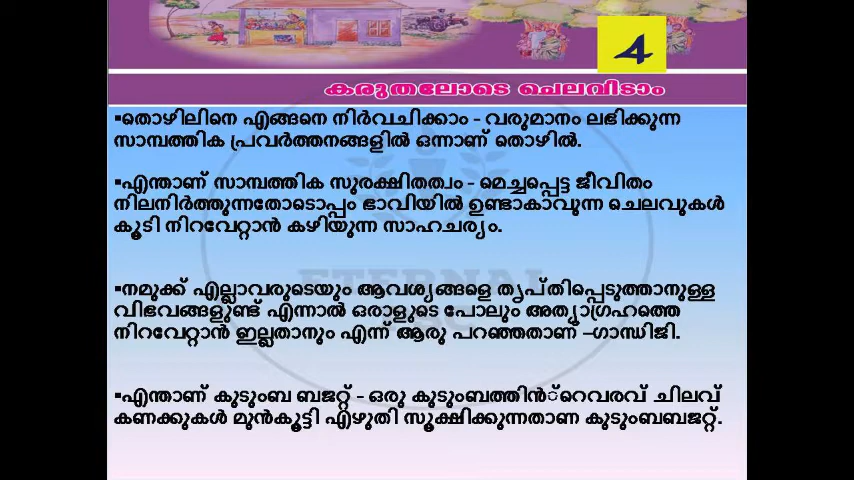 4
കരുതലോടെ ചെലവിടാം
▪തൊഴിലിനെ എങ്ങനെ നിർവചിക്കാം - വരുമാനം ലഭിക്കുന്ന
സാമ്പത്തിക പ്രവർത്തനങ്ങളിൽ ഒന്നാണ് തൊഴിൽ.
▪എന്താണ് സാമ്പത്തിക സുരക്ഷിതത്വം - മെച്ചപ്പെട്ട ജീവിതം
നിലനിർത്തുന്നതോടൊപ്പം ഭാവിയിൽ ഉണ്ടാകാവുന്ന ചെലവുകൾ
കൂടി നിറവേറ്റാൻ കഴിയുന്ന സാഹചര്യം.
▪നമുക്ക് എല്ലാവരുടെയും ആവശ്യങ്ങളെ തൃപ്തിപ്പെടുത്താനുള്ള
വിഭവങ്ങളുണ്ട് എന്നാൽ ഒരാളുടെ പോലും അത്യാഗ്രഹത്തെ
നിറവേറ്റാൻ ഇല്ലതാനും എന്ന് ആരു പറഞ്ഞതാണ് –ഗാന്ധിജി.
▪എന്താണ് കുടുംബ ബജറ്റ് - ഒരു കുടുംബത്തിൻ്റെവരവ് ചിലവ്
കണക്കുകൾ മുൻകൂട്ടി എഴുതി സൂക്ഷിക്കുന്നതാണ കുടുംബബജറ്റ്.
ETERNAL